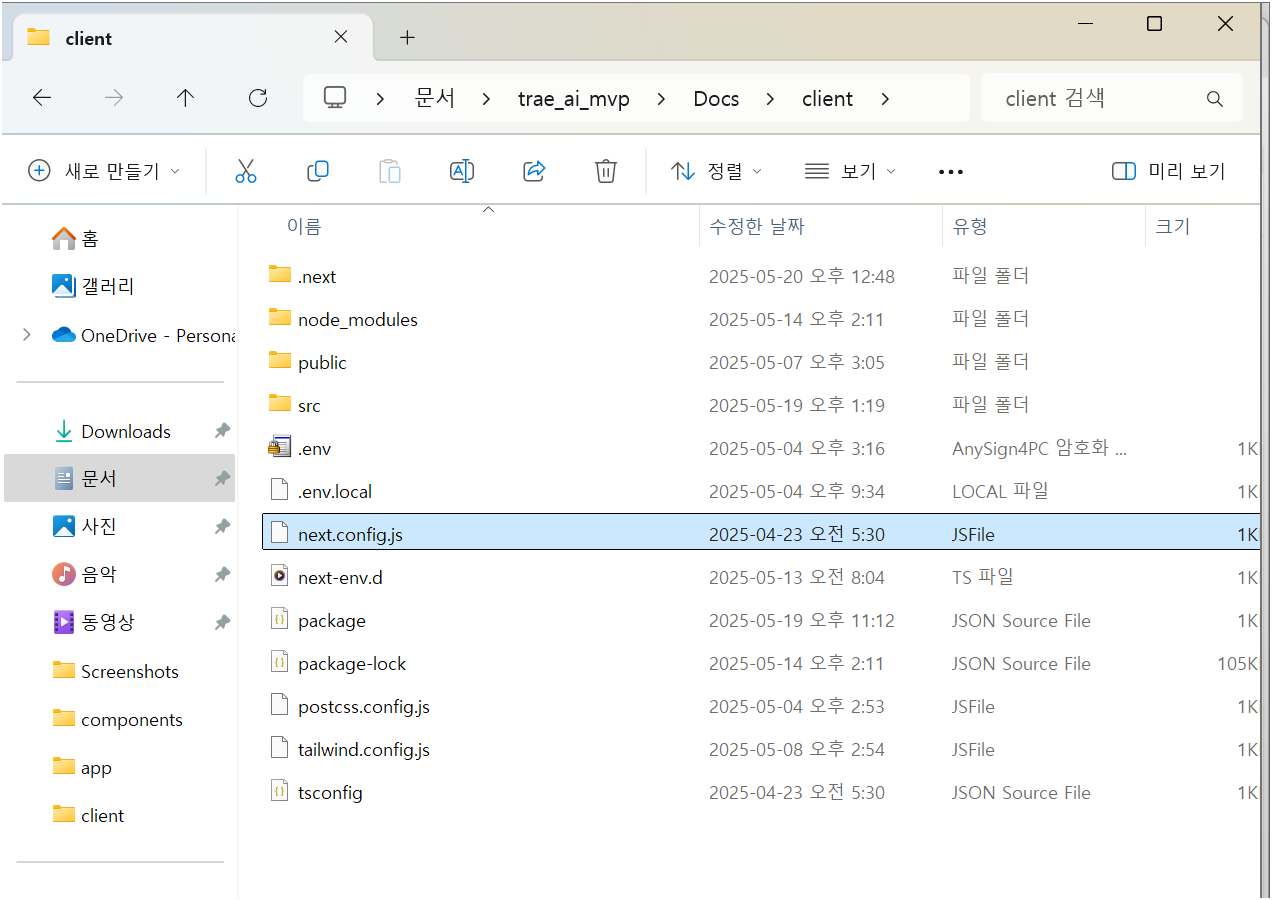 client
문서 trae_ai_mvp Docs client client 검색
새로 만들기 정렬 보기 미리 보기
홈
갤러리
OneDrive - Persona
Downloads
문서
사진
음악
동영상
Screenshots
components
app
client
이름 수정한 날짜 유형 크기
.next 2025-05-20 오후 12:48 파일 폴더
node_modules 2025-05-14 오후 2:11 파일 폴더
public 2025-05-07 오후 3:05 파일 폴더
src 2025-05-19 오후 1:19 파일 폴더
.env 2025-05-04 오후 3:16 AnySign4PC 암호화 ... 1K
.env.local 2025-05-04 오후 9:34 LOCAL 파일 1K
next.config.js 2025-04-23 오전 5:30 JSFile 1K
next-env.d 2025-05-13 오전 8:04 TS 파일 1K
package 2025-05-19 오후 11:12 JSON Source File 1K
package-lock 2025-05-14 오후 2:11 JSON Source File 105K
postcss.config.js 2025-05-04 오후 2:53 JSFile 1K
tailwind.config.js 2025-05-08 오후 2:54 JSFile 1K
tsconfig 2025-04-23 오전 5:30 JSON Source File 1K